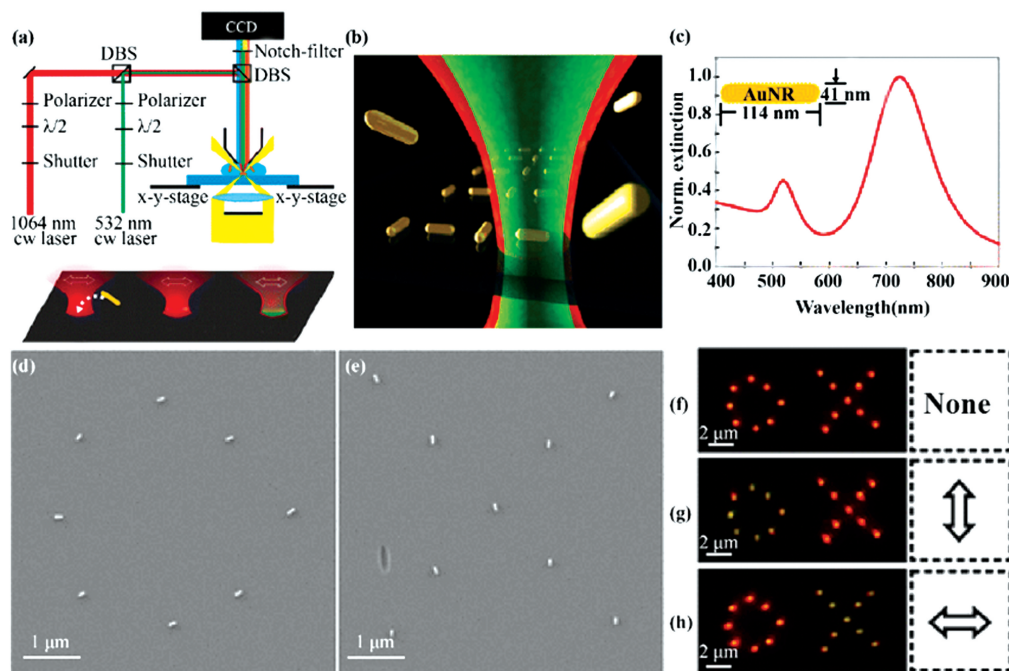 (a)
CCD
Notch-filter
DBS
DBS
Polarizer
Polarizer
λ/2
λ/2
Shutter
Shutter
x-y-stage
x-y-stage
1064 nm
cw laser
532 nm
cw laser
(b)
(c)
Norm. extinction
1.0
0.8
0.6
0.4
0.2
0.0
AuNR
41 nm
114 nm
400
500
600
700
800
900
Wavelength(nm)
(d)
1 μm
(e)
1 μm
(f)
2 μm
None
(g)
2 μm
(h)
2 μm